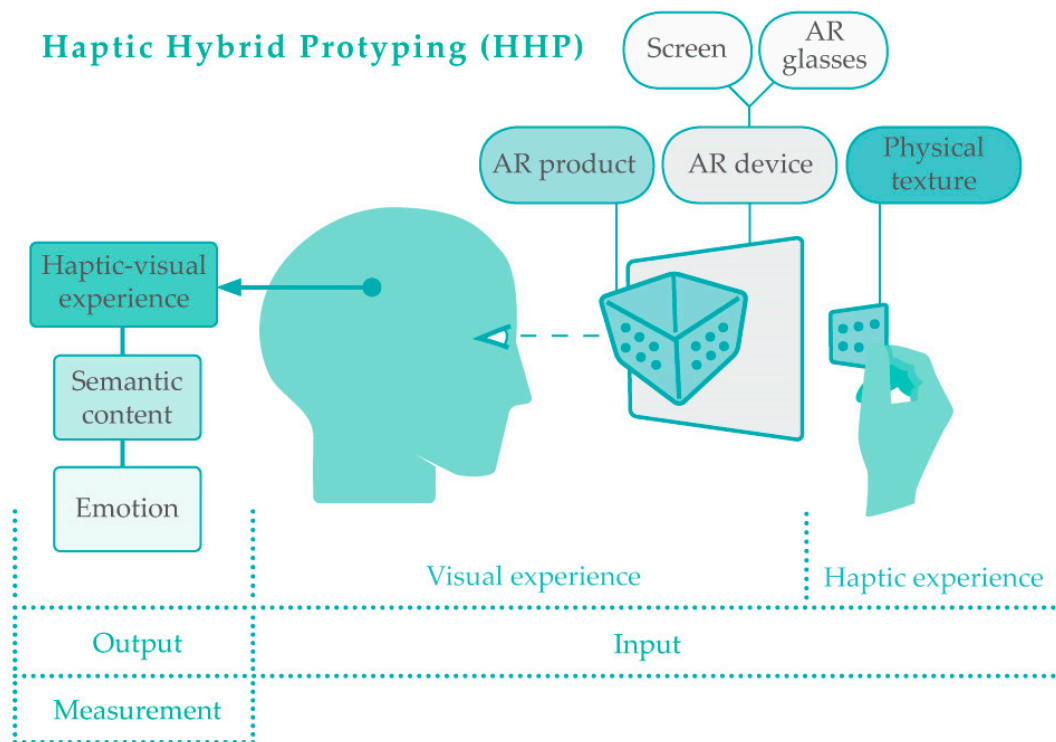 Haptic Hybrid Protyping (HHP)
Screen
AR
glasses
AR product
AR device
Physical
texture
Haptic-visual
experience
Semantic
content
Emotion
Visual experience
Haptic experience
Output
Input
Measurement